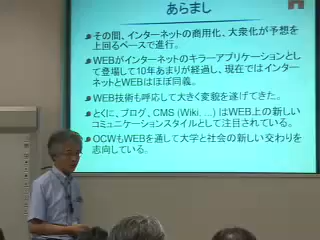 あらまし
その間、インターネットの商用化、大衆化が予想を
上回るペースで進行。
WEBがインターネットのキラーアプリケーションとし
て登場して10年あまりが経過し、現在ではインター
ネットとWEBはほぼ同義。
WEB技術も呼応して大きく変貌を遂げてきた。
とくに、ブログ、CMS (Wiki, ...) はWEB上の新しい
コミュニケーションスタイルとして注目されている。
OCWもWEBを通して大学と社会の新しい交わりを
志向している。